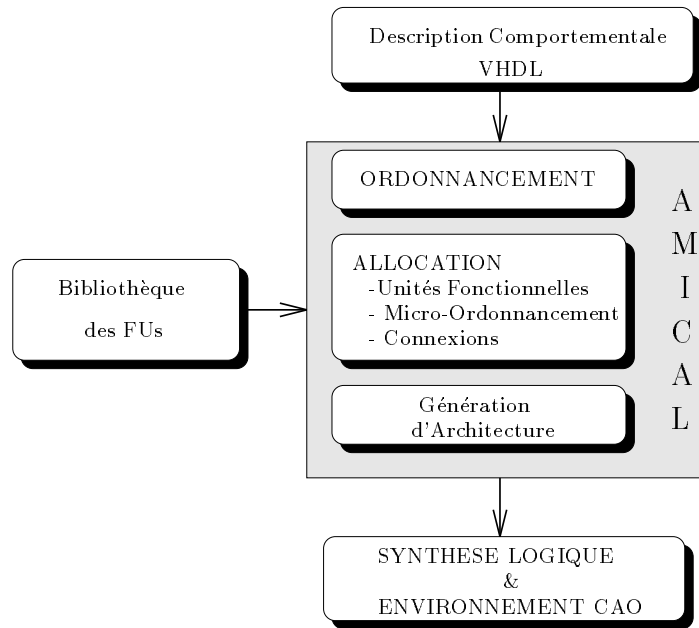 Description Comportementale
VHDL
ORDONNANCEMENT
ALLOCATION
-Unités Fonctionnelles
- Micro-Ordonnancement
- Connexions
Génération
d'Architecture
A
M
I
C
A
L
Bibliothèque
des FUs
SYNTHESE LOGIQUE
&
ENVIRONNEMENT CAO